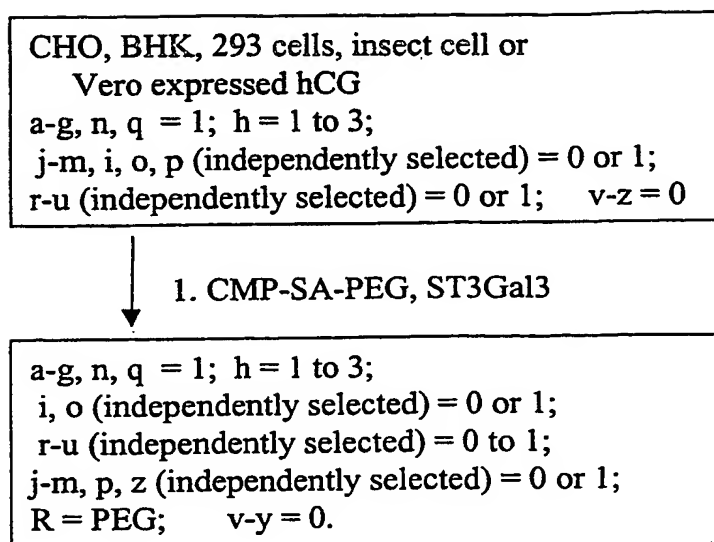 CHO, BHK, 293 cells, insect cell or
Vero expressed hCG
a-g, n, q = 1; h = 1 to 3;
j-m, i, o, p (independently selected) = 0 or 1;
r-u (independently selected) = 0 or 1; v-z = 0
1. CMP-SA-PEG, ST3Gal3
a-g, n, q = 1; h = 1 to 3;
i, o (independently selected) = 0 or 1;
r-u (independently selected) = 0 to 1;
j-m, p, z (independently selected) = 0 or 1;
R = PEG; v-y = 0.